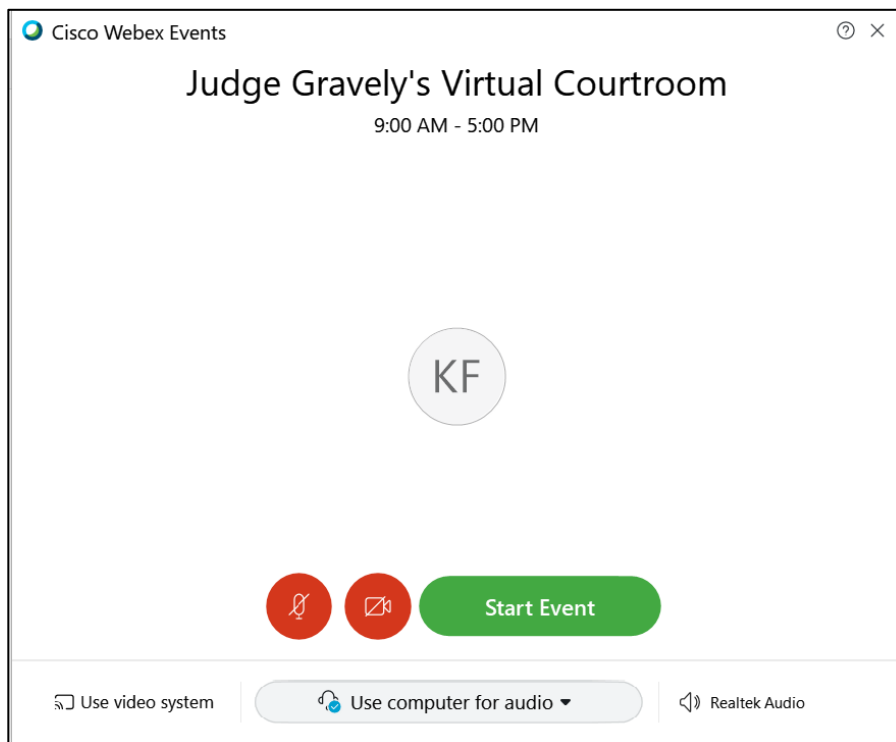 Cisco Webex Events
Judge Gravely's Virtual Courtroom
9:00 AM - 5:00 PM
KF
Start Event
Use video system
Use computer for audio
Realtek Audio